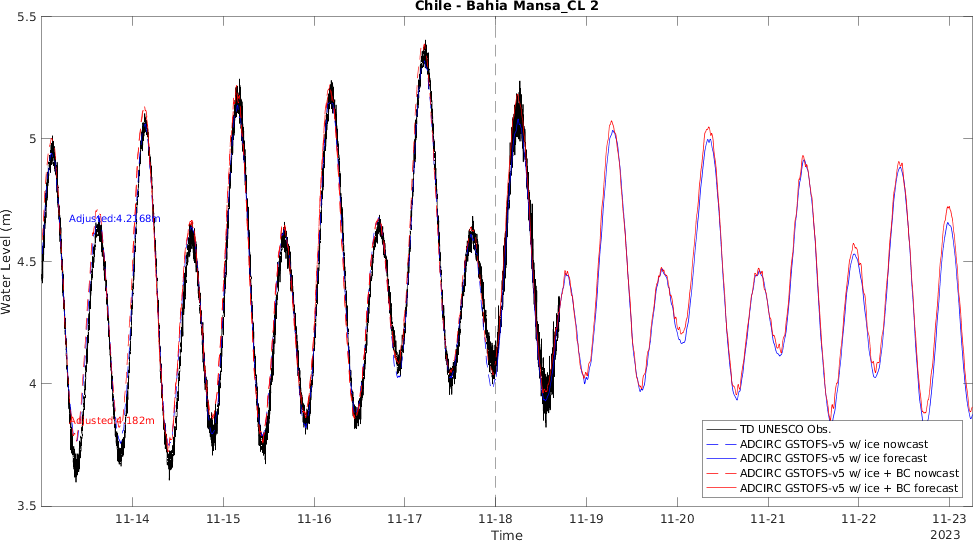 Chile - Bahia Mansa_CL 2
5.5
5
4.5
4
3.5
Water Level (m)
Adjusted:4.2168m
Adjusted:4.182m
TD UNESCO Obs.
ADCIRC GSTOFS-v5 w/ ice nowcast
ADCIRC GSTOFS-v5 w/ ice forecast
ADCIRC GSTOFS-v5 w/ ice + BC nowcast
ADCIRC GSTOFS-v5 w/ ice + BC forecast
11-14 11-15 11-16 11-17 11-18 11-19 11-20 11-21 11-22 11-23
2023
Time